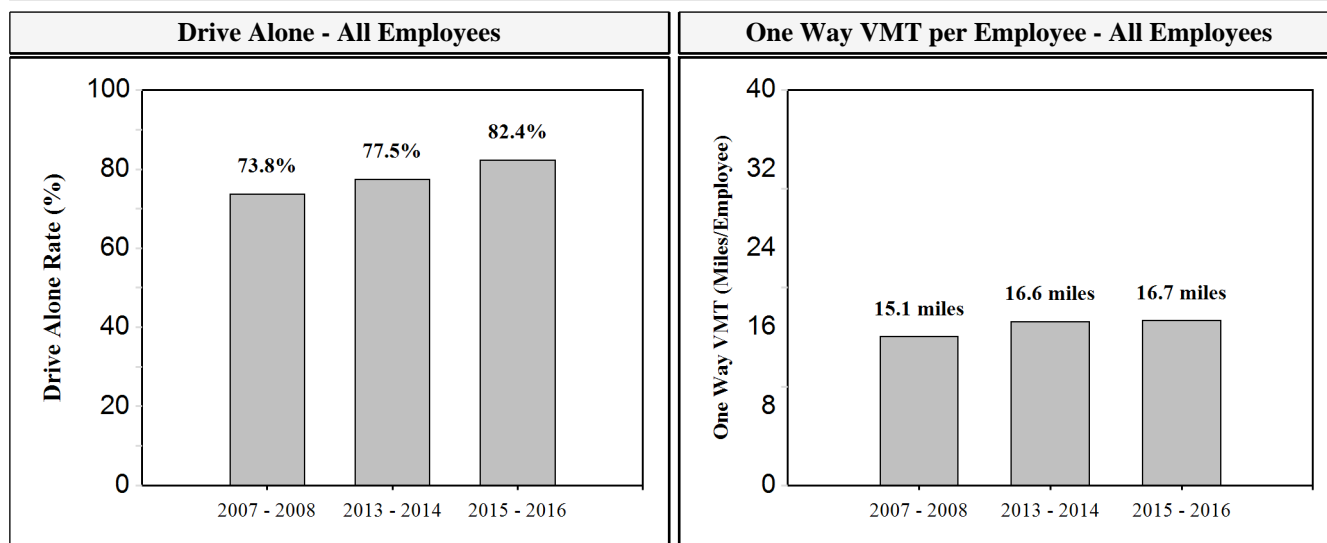 Drive Alone - All Employees
100
80
60
40
20
0
Drive Alone Rate (%)
73.8%
77.5%
82.4%
2007 - 2008
2013 - 2014
2015 - 2016
One Way VMT per Employee - All Employees
40
32
24
16
8
0
One Way VMT (Miles/Employee)
15.1 miles
16.6 miles
16.7 miles
2007 - 2008
2013 - 2014
2015 - 2016